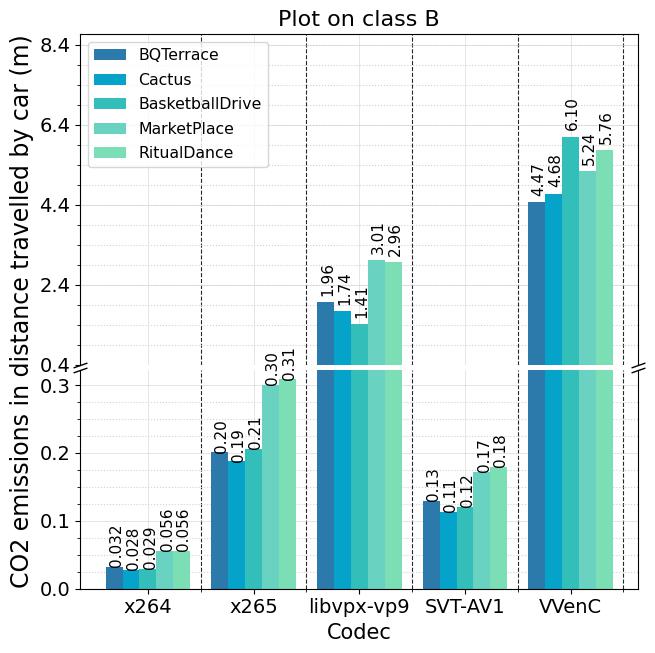 Plot on class B
CO2 emissions in distance travelled by car (m)
8.4
6.4
4.4
2.4
0.4
0.3
0.2
0.1
0.0
BQTerrace
Cactus
BasketballDrive
MarketPlace
RitualDance
0.032
0.028
0.029
0.056
0.056
0.20
0.19
0.21
0.30
0.31
1.96
1.74
1.41
3.01
2.96
0.13
0.11
0.12
0.17
0.18
4.47
4.68
6.10
5.24
5.76
x264
x265
libvpx-vp9
SVT-AV1
VVenC
Codec